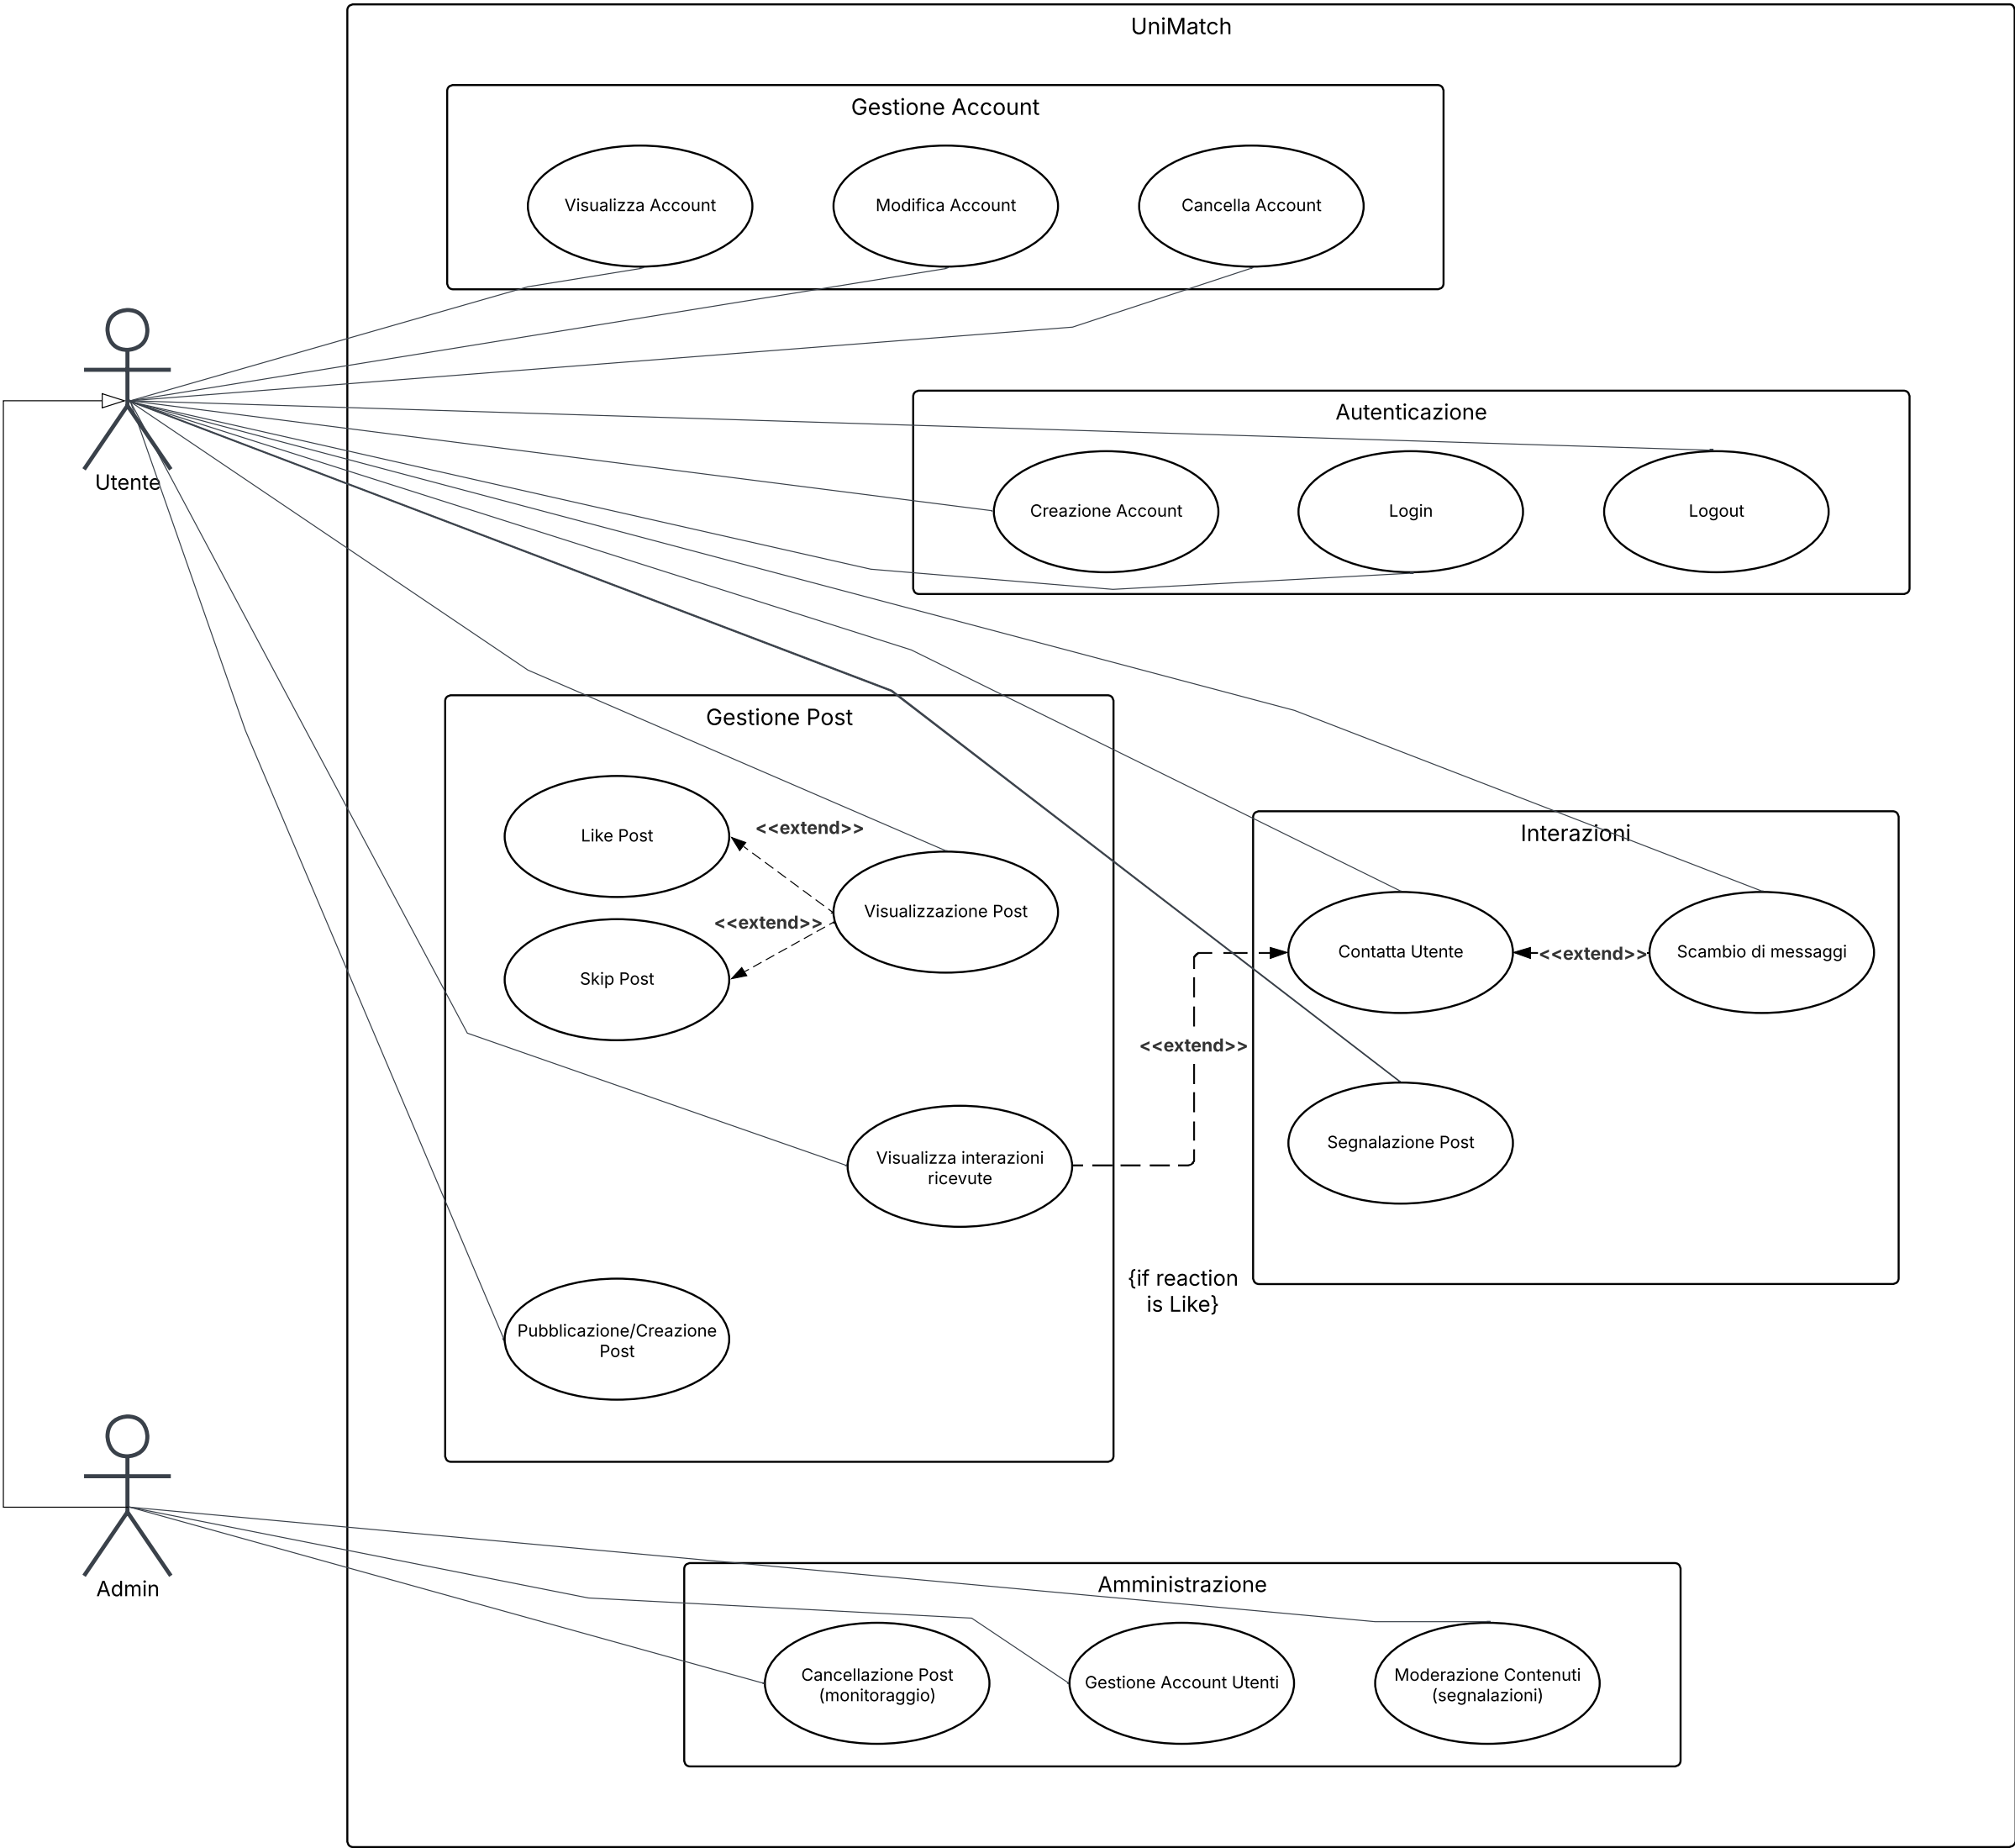 UniMatch
Gestione Account
Visualizza Account
Modifica Account
Cancella Account
Utente
Autenticazione
Creazione Account
Login
Logout
Gestione Post
Like Post
<<extend>>
Visualizzazione Post
<<extend>>
Skip Post
Visualizza interazioni
ricevute
Pubblicazione/Creazione
Post
<<extend>>
{if reaction
is Like}
Interazioni
Contatta Utente
<<extend>>
Scambio di messaggi
Segnalazione Post
Admin
Amministrazione
Cancellazione Post
(monitoraggio)
Gestione Account Utenti
Moderazione Contenuti
(segnalazioni)